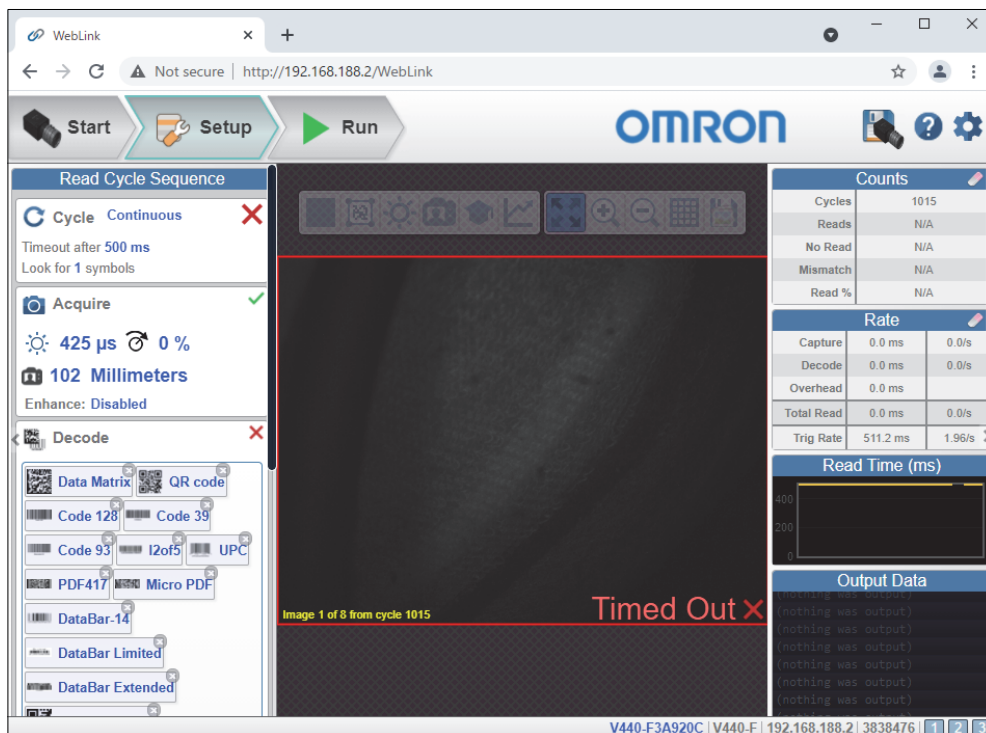 WebLink
Not secure | http://192.168.188.2/WebLink
Start
Setup
Run
OMRON
Read Cycle Sequence
Cycle Continuous
Timeout after 500 ms
Look for 1 symbols
Acquire
425 µs 0 %
102 Millimeters
Enhance: Disabled
Decode
Data Matrix QR code
Code 128 Code 39
Code 93 I2of5 UPC
PDF417 Micro PDF
DataBar-14
DataBar Limited
DataBar Extended
Image 1 of 8 from cycle 1015
Timed Out
Counts
Cycles 1015
Reads N/A
No Read N/A
Mismatch N/A
Read % N/A
Rate
Capture 0.0 ms 0.0/s
Decode 0.0 ms 0.0/s
Overhead 0.0 ms
Total Read 0.0 ms 0.0/s
Trig Rate 511.2 ms 1.96/s
Read Time (ms)
400
200
0
Output Data
(nothing was output)
(nothing was output)
(nothing was output)
(nothing was output)
(nothing was output)
(nothing was output)
(nothing was output)
V440-F3A920C | V440-F | 192.168.188.2 | 3838476 | 1 2 3